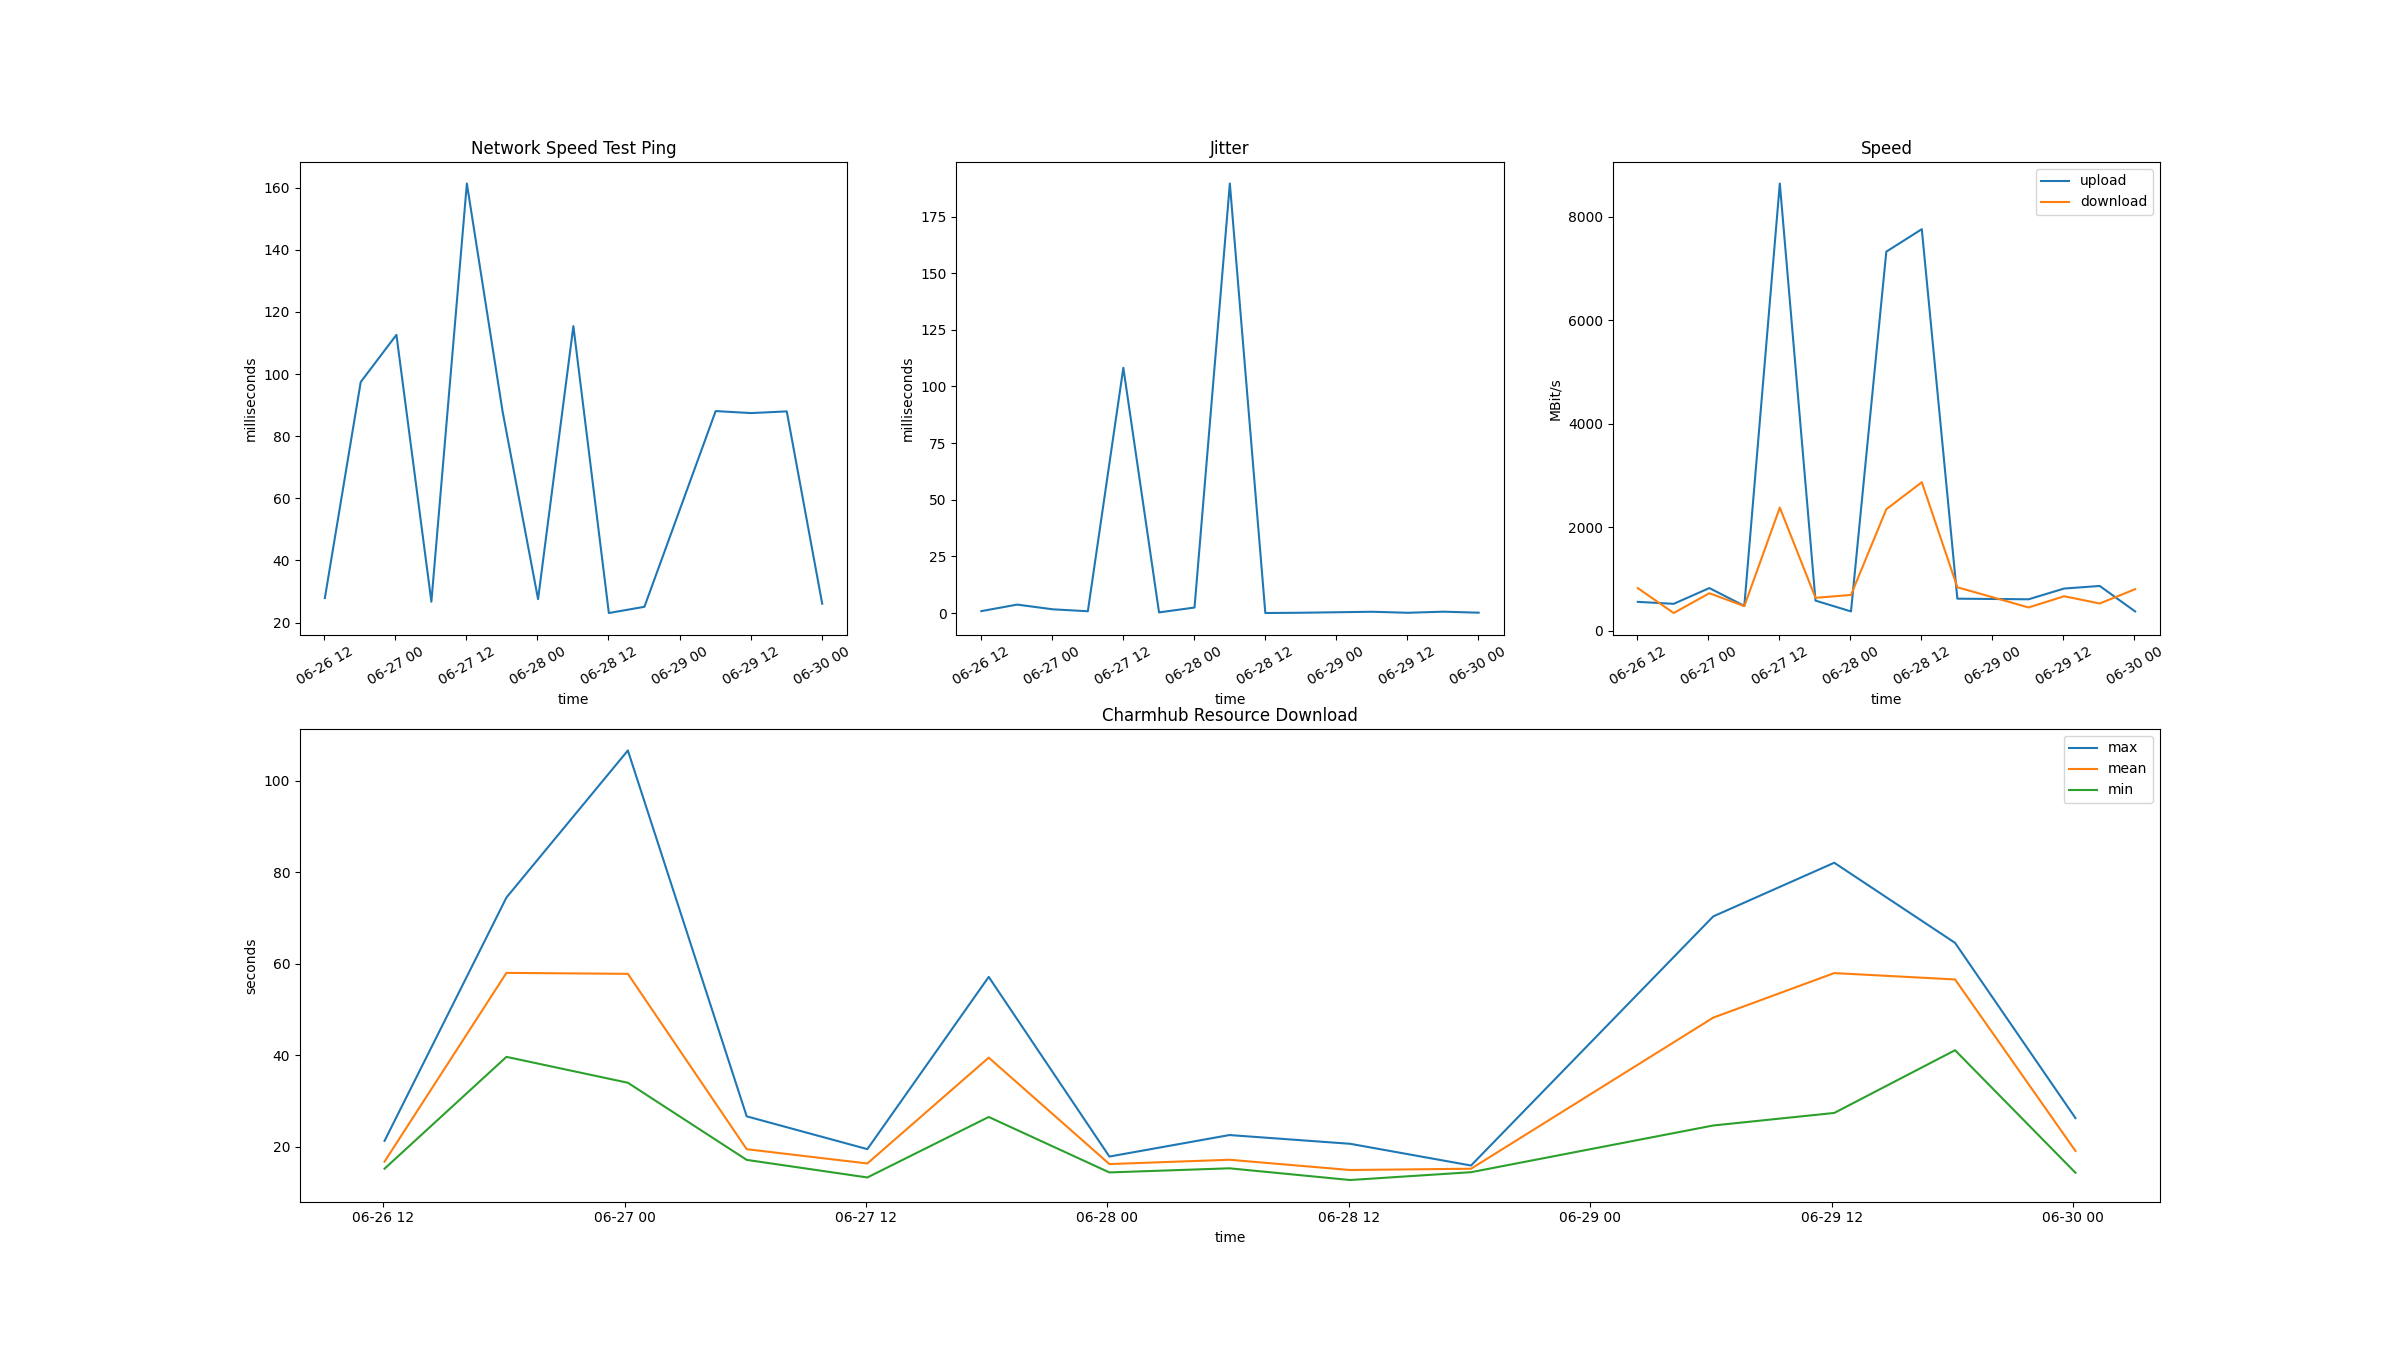 Network Speed Test Ping
milliseconds
160
140
120
100
80
60
40
20
06-26 12 06-27 00 06-27 12 06-28 00 06-28 12 06-29 00 06-29 12 06-30 00
time
Jitter
milliseconds
175
150
125
100
75
50
25
0
06-26 12 06-27 00 06-27 12 06-28 00 06-28 12 06-29 00 06-29 12 06-30 00
time
Speed
upload
download
MBit/s
8000
6000
4000
2000
0
06-26 12 06-27 00 06-27 12 06-28 00 06-28 12 06-29 00 06-29 12 06-30 00
time
Charmhub Resource Download
max
mean
min
seconds
100
80
60
40
20
06-26 12 06-27 00 06-27 12 06-28 00 06-28 12 06-29 00 06-29 12 06-30 00
time